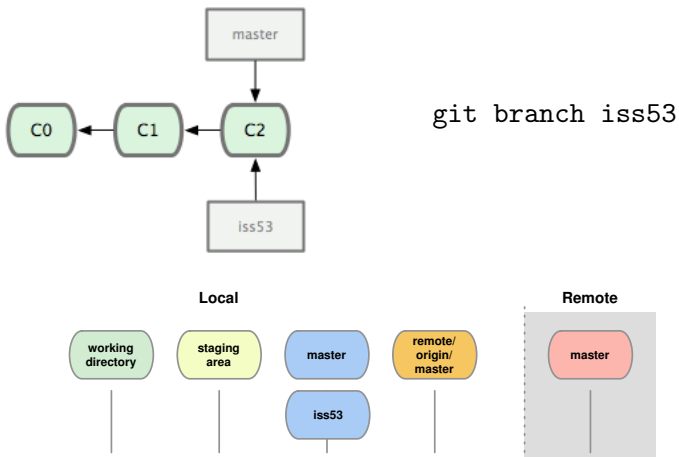 master
C0
C1
C2
git branch iss53
iss53
Local
Remote
working
directory
staging
area
master
remote/
origin/
master
master
iss53